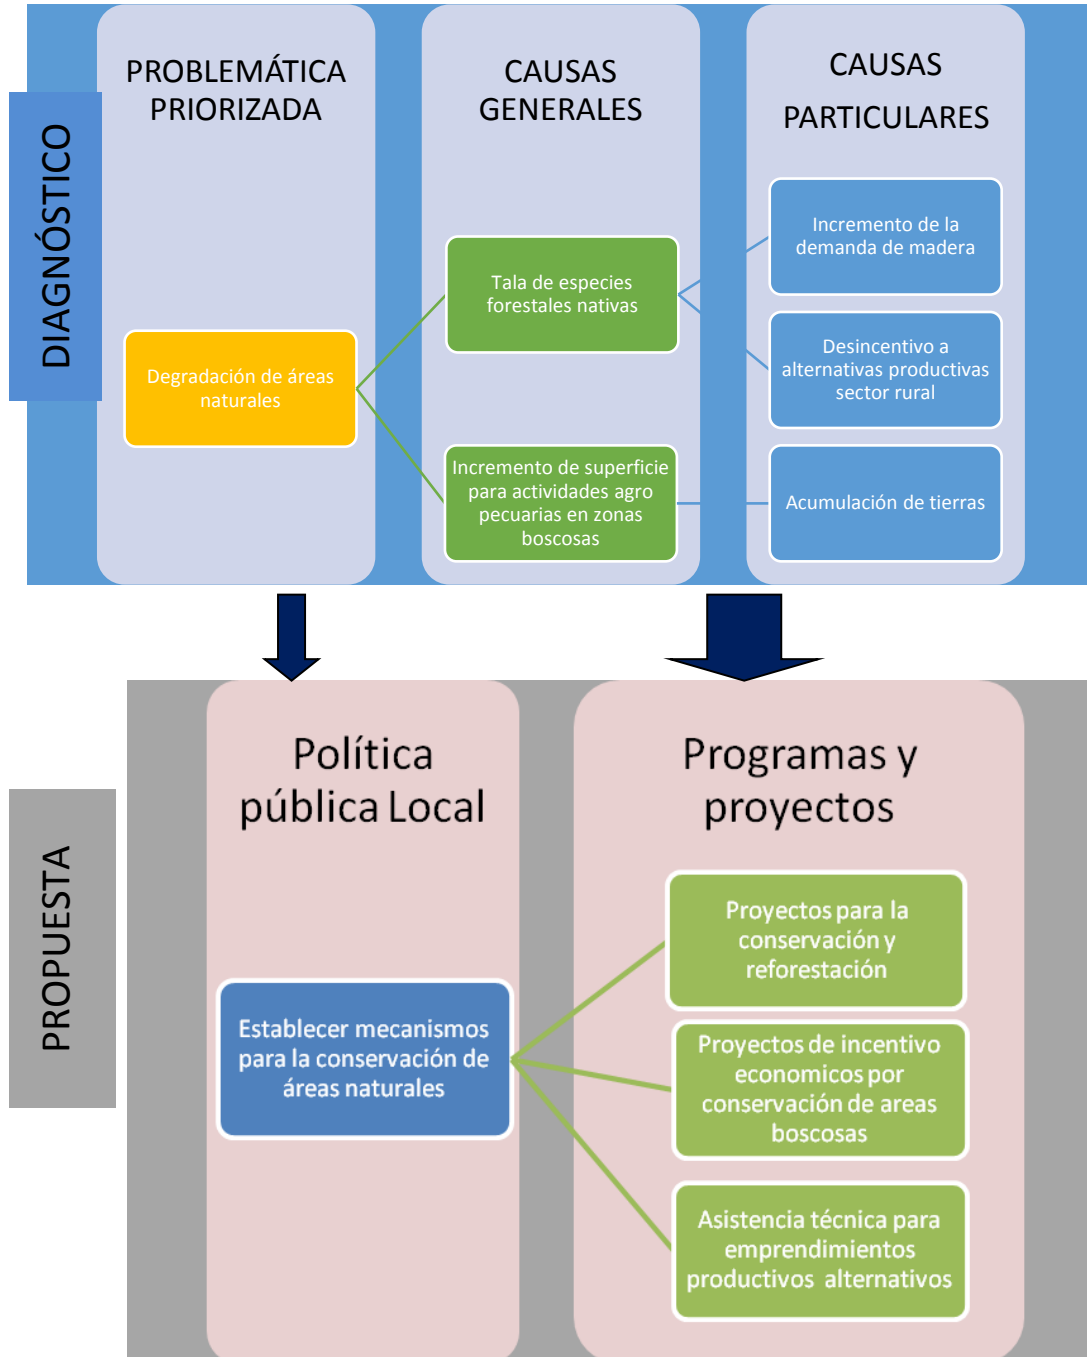 DIAGNÓSTICO
PROBLEMÁTICA
PRIORIZADA
CAUSAS
GENERALES
CAUSAS
PARTICULARES
Degradación de áreas
naturales
Tala de especies
forestales nativas
Incremento de superficie
para actividades agro
pecuarias en zonas
boscosas
Incremento de la
demanda de madera
Desincentivo a
alternativas productivas
sector rural
Acumulación de tierras
PROPUESTA
Política
pública Local
Programas y
proyectos
Establecer mecanismos
para la conservación de
áreas naturales
Proyectos para la
conservación y
reforestación
Proyectos de incentivo
economicos por
conservación de areas
boscosas
Asistencia técnica para
emprendimientos
productivos alternativos